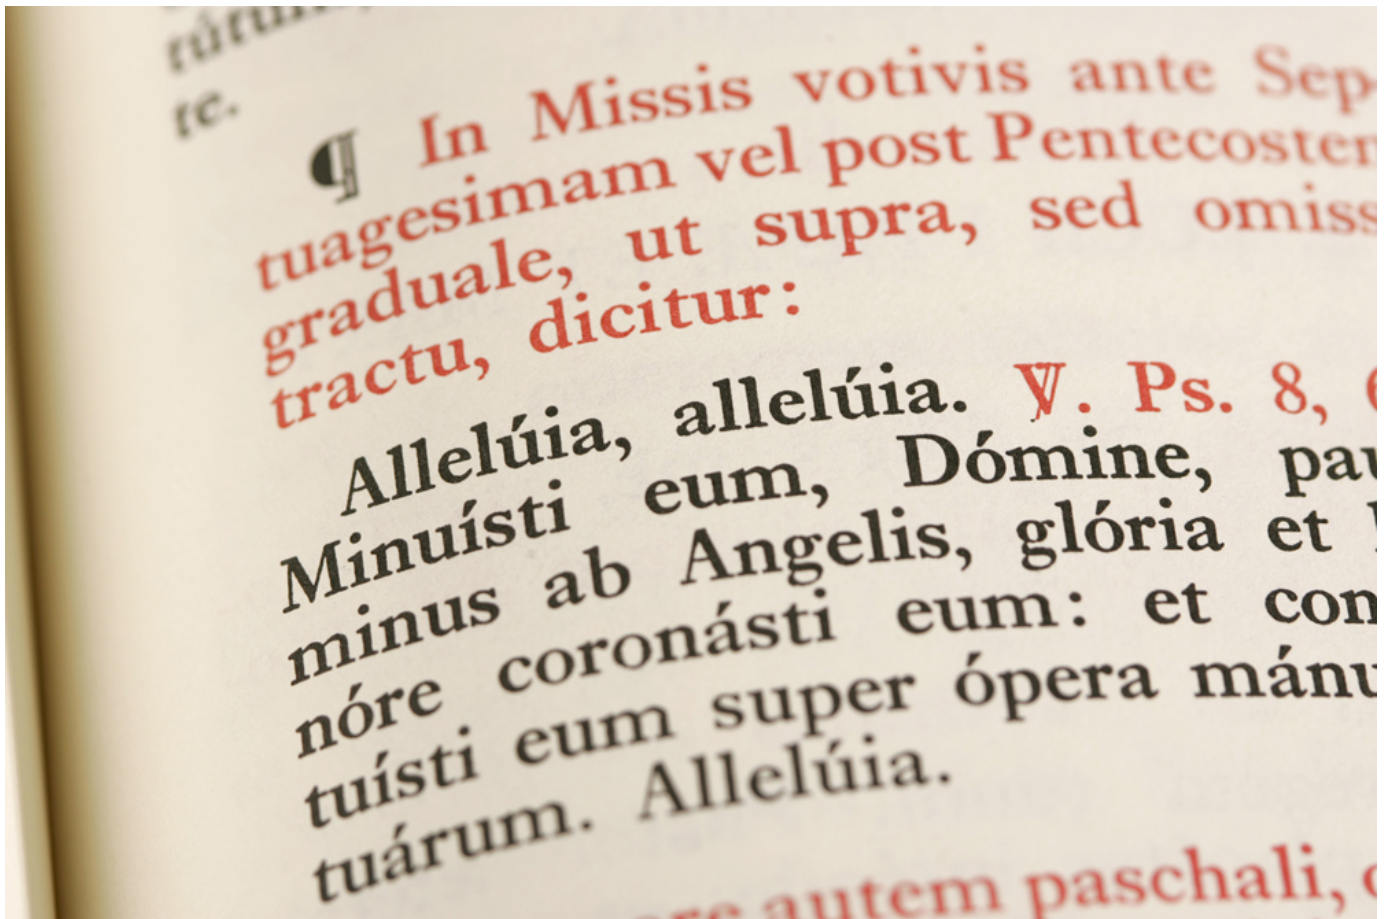 te.
¶ In Missis votivis ante Sep-
tuagesimam vel post Pentecosten
graduale, ut supra, sed omiss
tractu, dicitur:
Allelúia, allelúia. ℣. Ps. 8,
Minuísti eum, Dómine, pau
minus ab Angelis, glória et
nóre coronásti eum: et con
tuísti eum super ópera mánu
tuárum. Allelúia.
autem paschali,